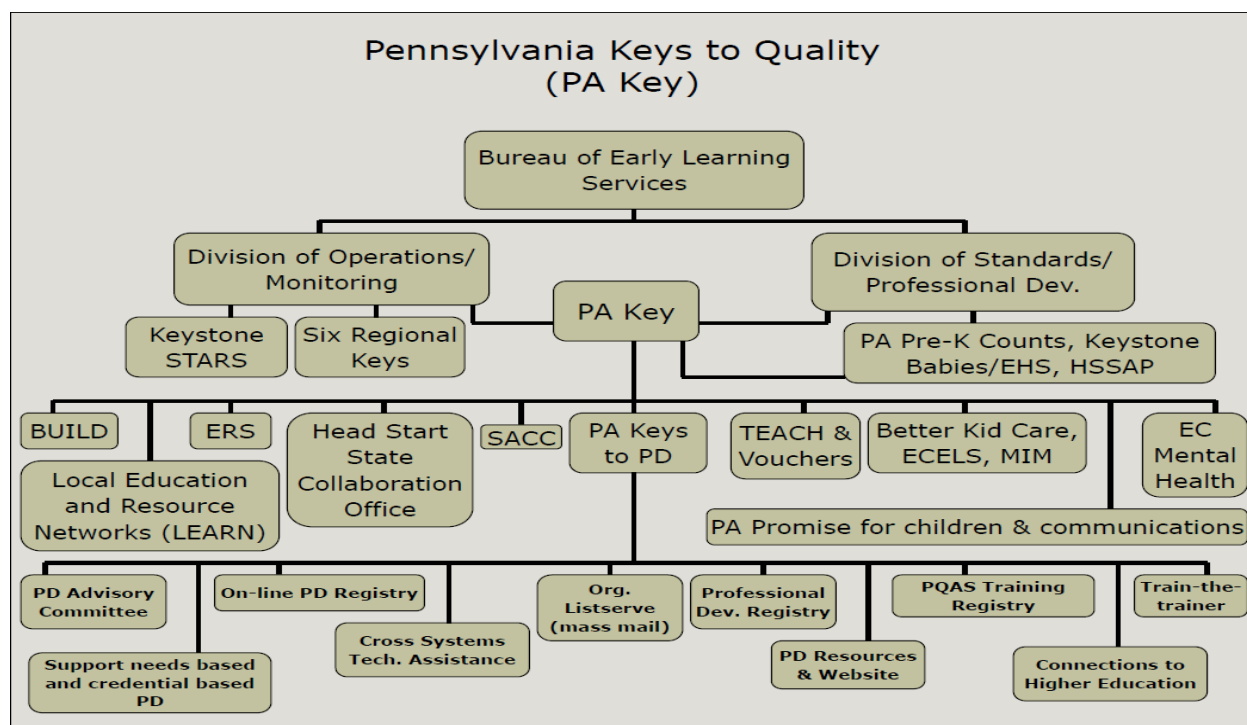 Pennsylvania Keys to Quality
(PA Key)
Bureau of Early Learning
Services
Division of Operations/
Monitoring
Division of Standards/
Professional Dev.
PA Key
Keystone
STARS
Six Regional
Keys
PA Pre-K Counts, Keystone
Babies/EHS, HSSAP
BUILD
Local Education
and Resource
Networks (LEARN)
ERS
Head Start
State
Collaboration
Office
SACC
PA Keys
to PD
TEACH &
Vouchers
Better Kid Care,
ECELS, MIM
EC
Mental
Health
PA Promise for children & communications
PD Advisory
Committee
Support needs based
and credential based
PD
On-line PD Registry
Cross Systems
Tech. Assistance
Org.
Listserve
(mass mail)
Professional
Dev. Registry
PD Resources
& Website
PQAS Training
Registry
Connections to
Higher Education
Train-the-
trainer